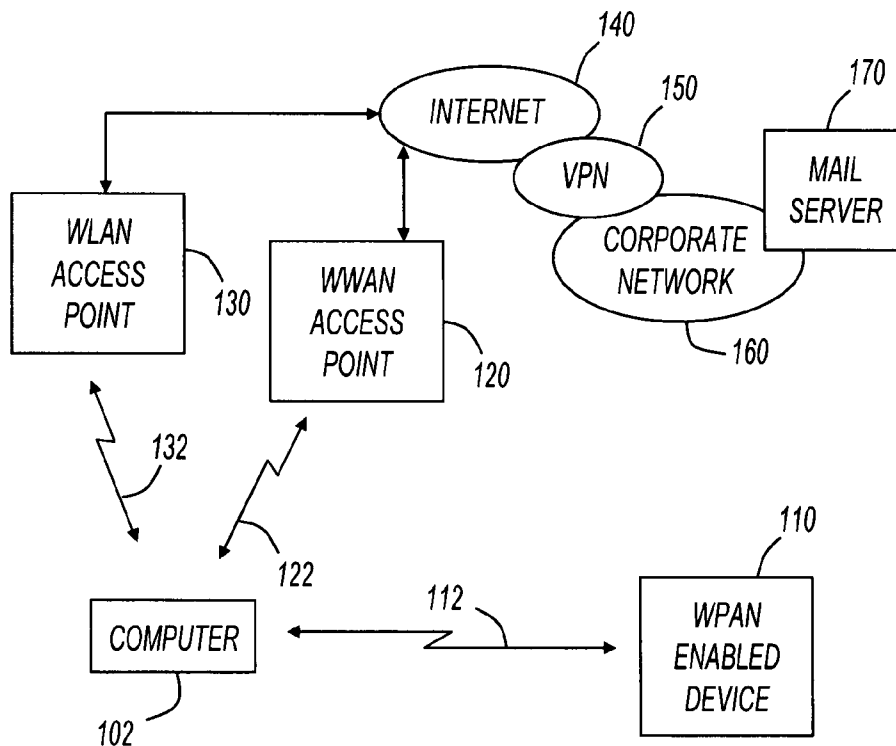 140
INTERNET
150
VPN
170
MAIL
SERVER
WLAN
ACCESS
POINT
130
WWAN
ACCESS
POINT
120
CORPORATE
NETWORK
160
132
122
112
110
COMPUTER
102
WPAN
ENABLED
DEVICE